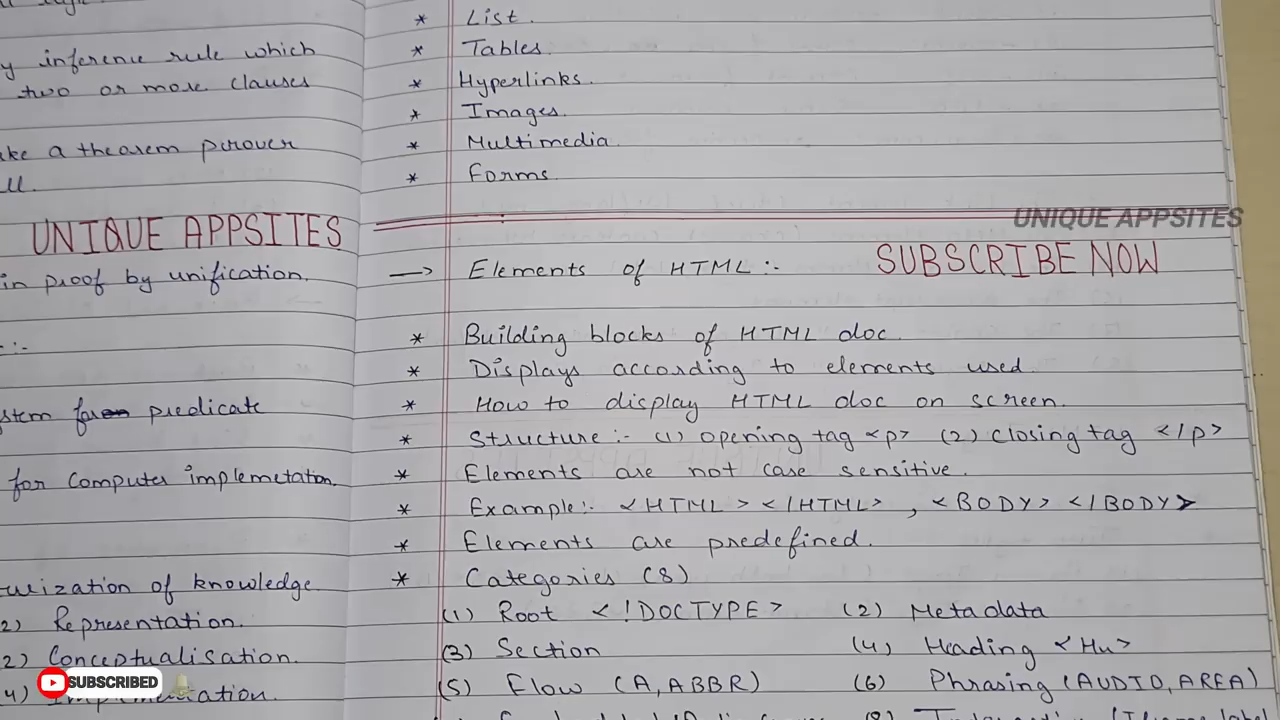 y inference rule which
two or more clauses
ake a theorem prover
ll.
UNIQUE APPSITES
in proof by unification.
-:-
stem for predicate
for computer implemetation.
urization of knowledge
2) Representation.
2) Conceptualisation.
4)
SUBSCRIBED
* List.
* Tables.
* Hyperlinks.
* Images.
* Multimedia.
* Forms.
UNIQUE APPSITES
SUBSCRIBE NOW
→ Elements of HTML :-
* Building blocks of HTML doc.
* Displays according to elements used.
* How to display HTML doc on screen.
* Structure :- (1) opening tag <p> (2) closing tag </p>
* Elements are not case sensitive.
* Example :- <HTML> </HTML> , <BODY> </BODY>
* Elements are predefined.
* Categories (8)
(1) Root <!DOCTYPE> (2) Metadata
(3) Section (4) Heading <Hn>
(5) Flow (A, ABBR) (6) Phrasing (AUDIO, AREA)